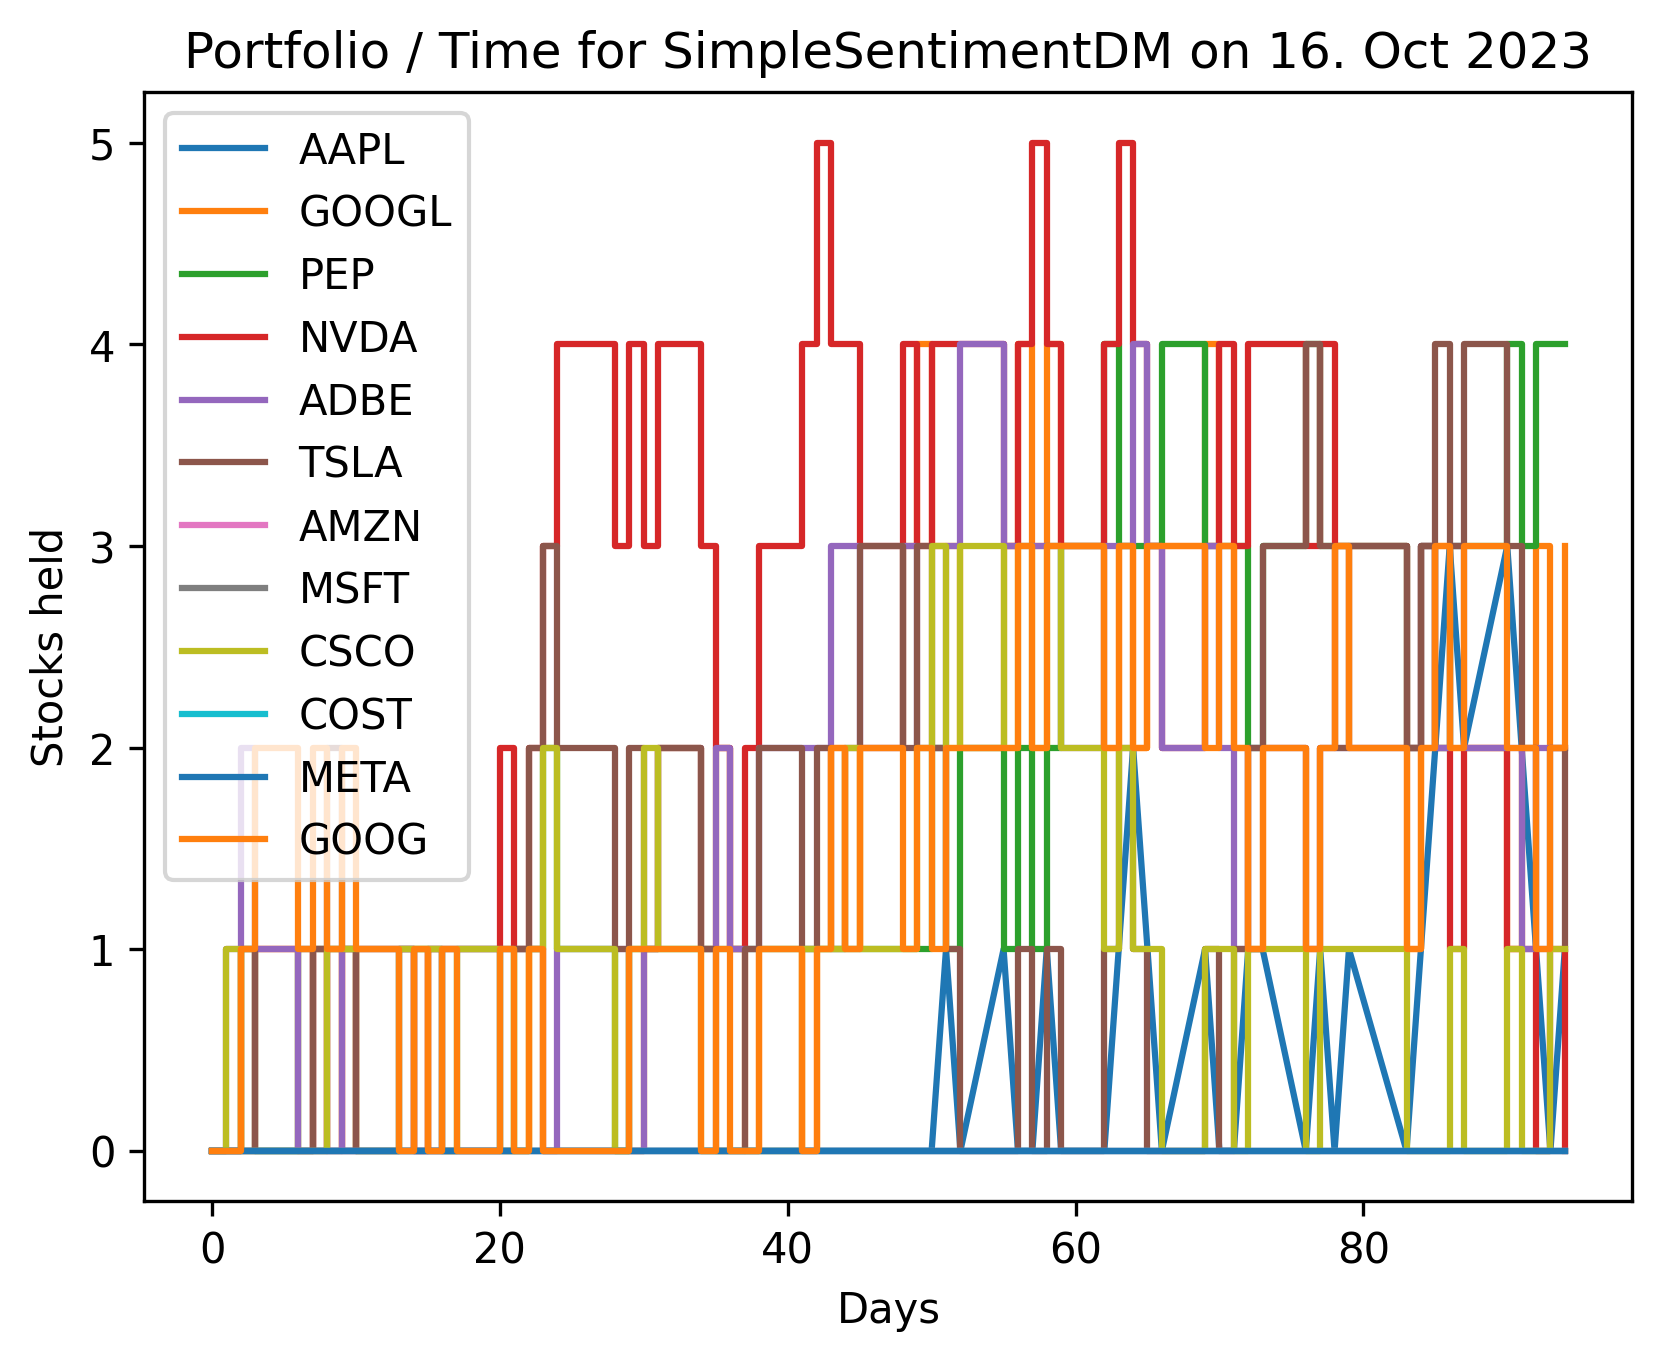 Portfolio / Time for SimpleSentimentDM on 16. Oct 2023
5
4
3
2
1
0
Stocks held
AAPL
GOOGL
PEP
NVDA
ADBE
TSLA
AMZN
MSFT
CSCO
COST
META
GOOG
0 20 40 60 80
Days